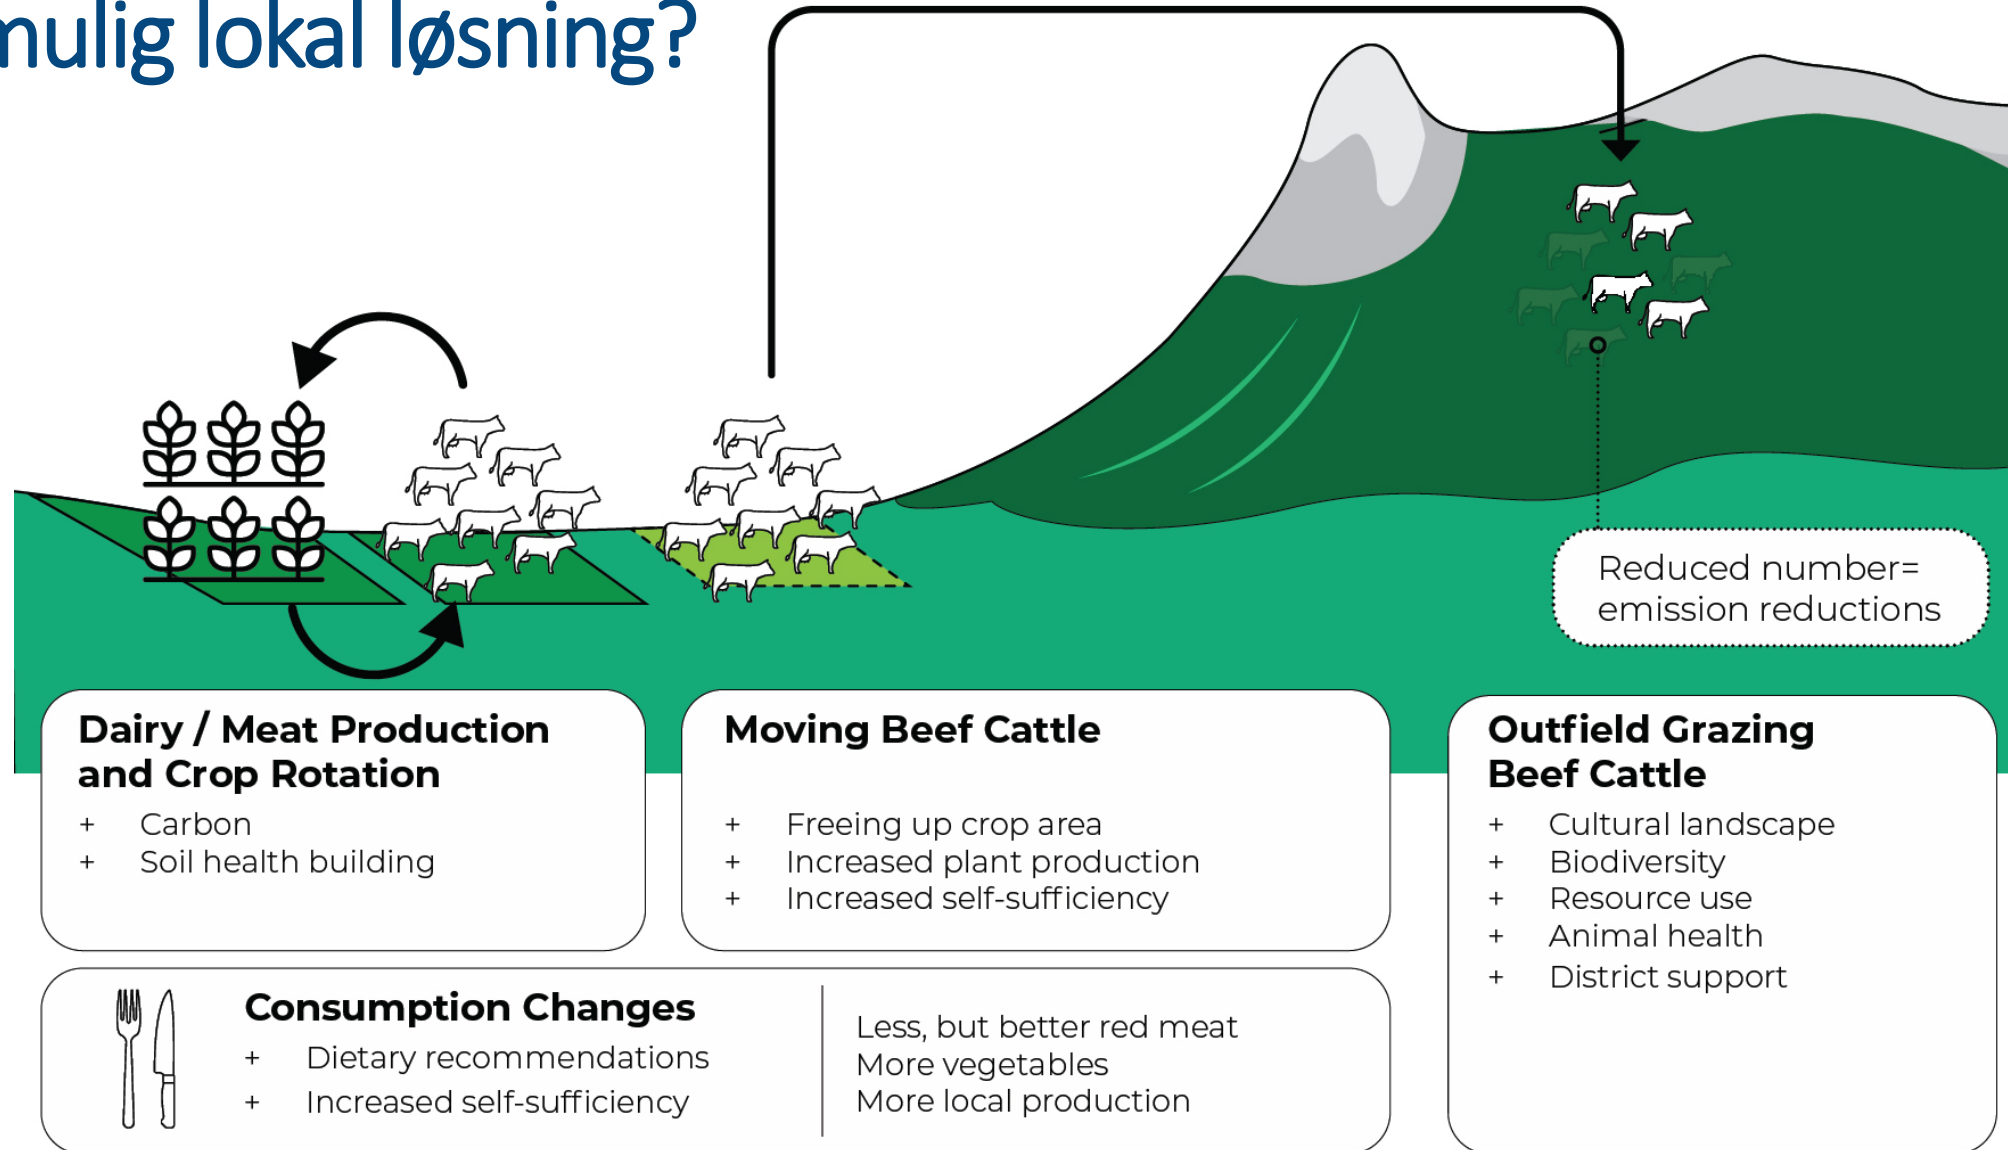 mulig lokal løsning?
Reduced number=
emission reductions
Dairy / Meat Production
and Crop Rotation
+ Carbon
+ Soil health building
Moving Beef Cattle
+ Freeing up crop area
+ Increased plant production
+ Increased self-sufficiency
Outfield Grazing
Beef Cattle
+ Cultural landscape
+ Biodiversity
+ Resource use
+ Animal health
+ District support
Consumption Changes
+ Dietary recommendations
+ Increased self-sufficiency
Less, but better red meat
More vegetables
More local production